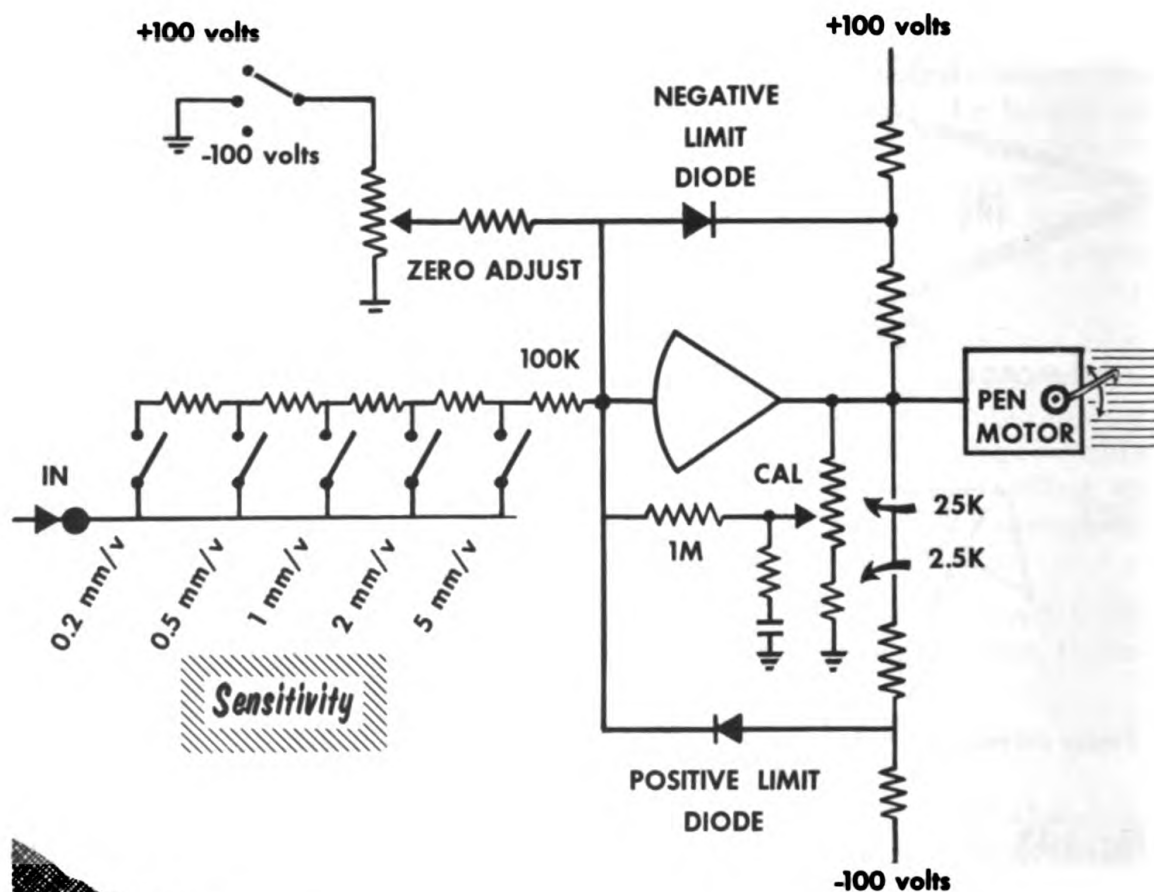 +100 volts
-100 volts
ZERO ADJUST
NEGATIVE
LIMIT
DIODE
+100 volts
100K
IN
0.2 mm/v
0.5 mm/v
1 mm/v
2 mm/v
5 mm/v
Sensitivity
1M
CAL
25K
2.5K
PEN
MOTOR
POSITIVE LIMIT
DIODE
-100 volts